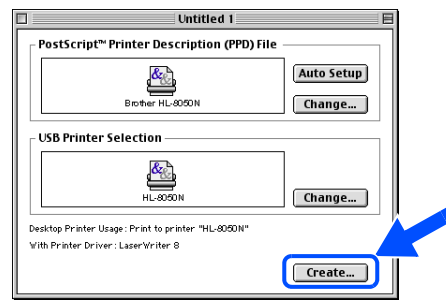 Untitled 1
PostScript™ Printer Description (PPD) File
Auto Setup
Brother HL-8050N
Change...
USB Printer Selection
HL-8050N
Change...
Desktop Printer Usage: Print to printer "HL-8050N"
With Printer Driver: LaserWriter 8
Create...